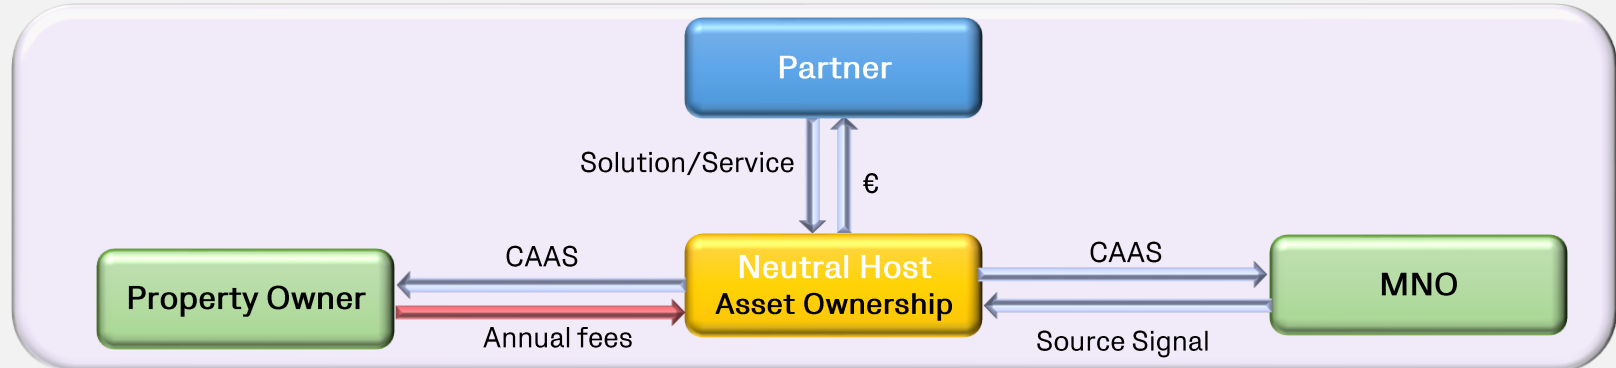 Partner
Solution/Service
€
CAAS
CAAS
Neutral Host
Asset Ownership
Property Owner
MNO
Annual fees
Source Signal